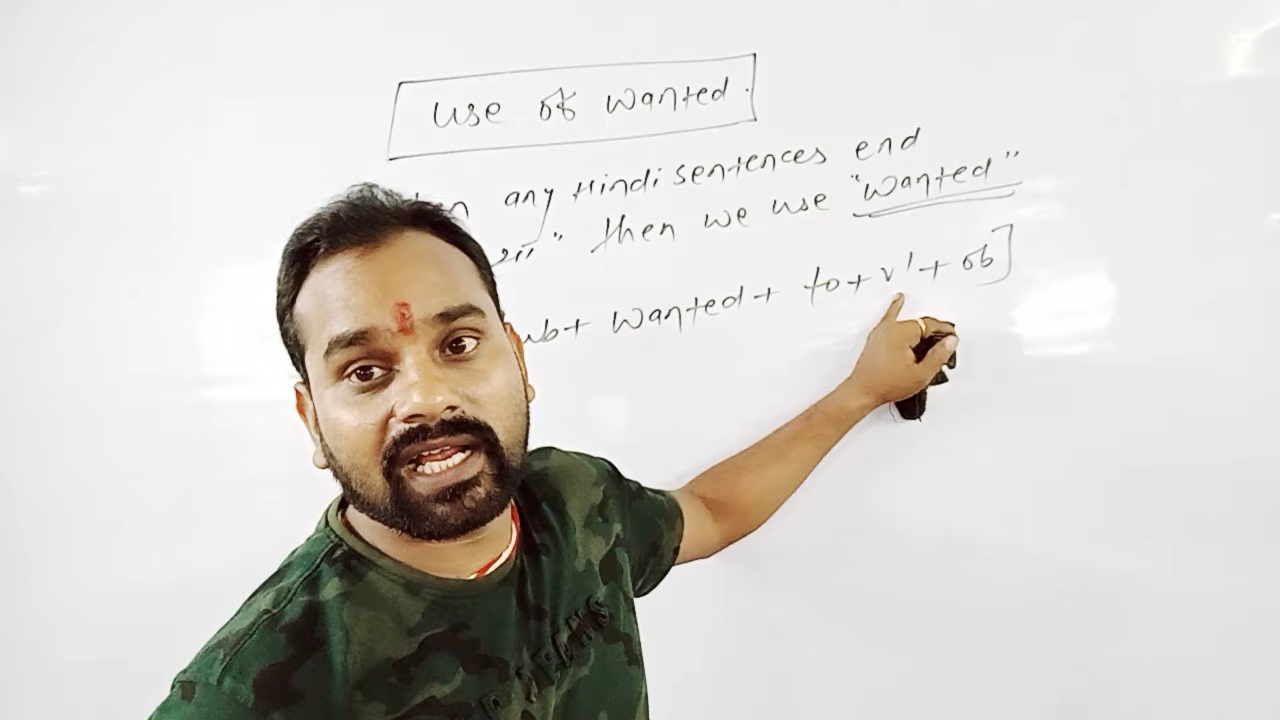 Use of Wanted.
any Hindi sentences end
" then we use "Wanted"
+ Wanted + to + v¹ + ob]